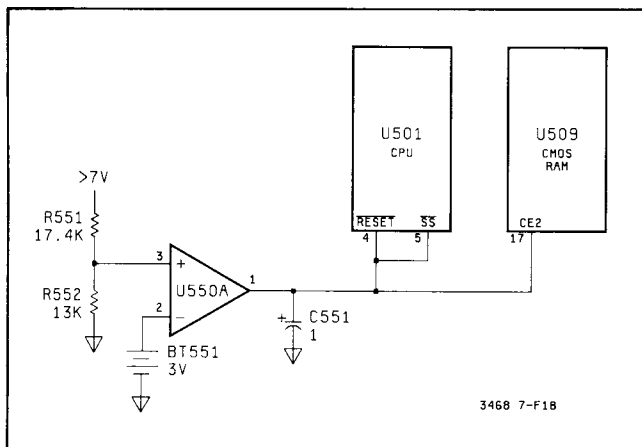 U501
CPU
RESET
SS
4
5
U509
CMOS
RAM
CE2
17
>7V
R551
17.4K
R552
13K
3
+
2
−
U550A
1
+
C551
1
BT551
3V
3468 7-F18